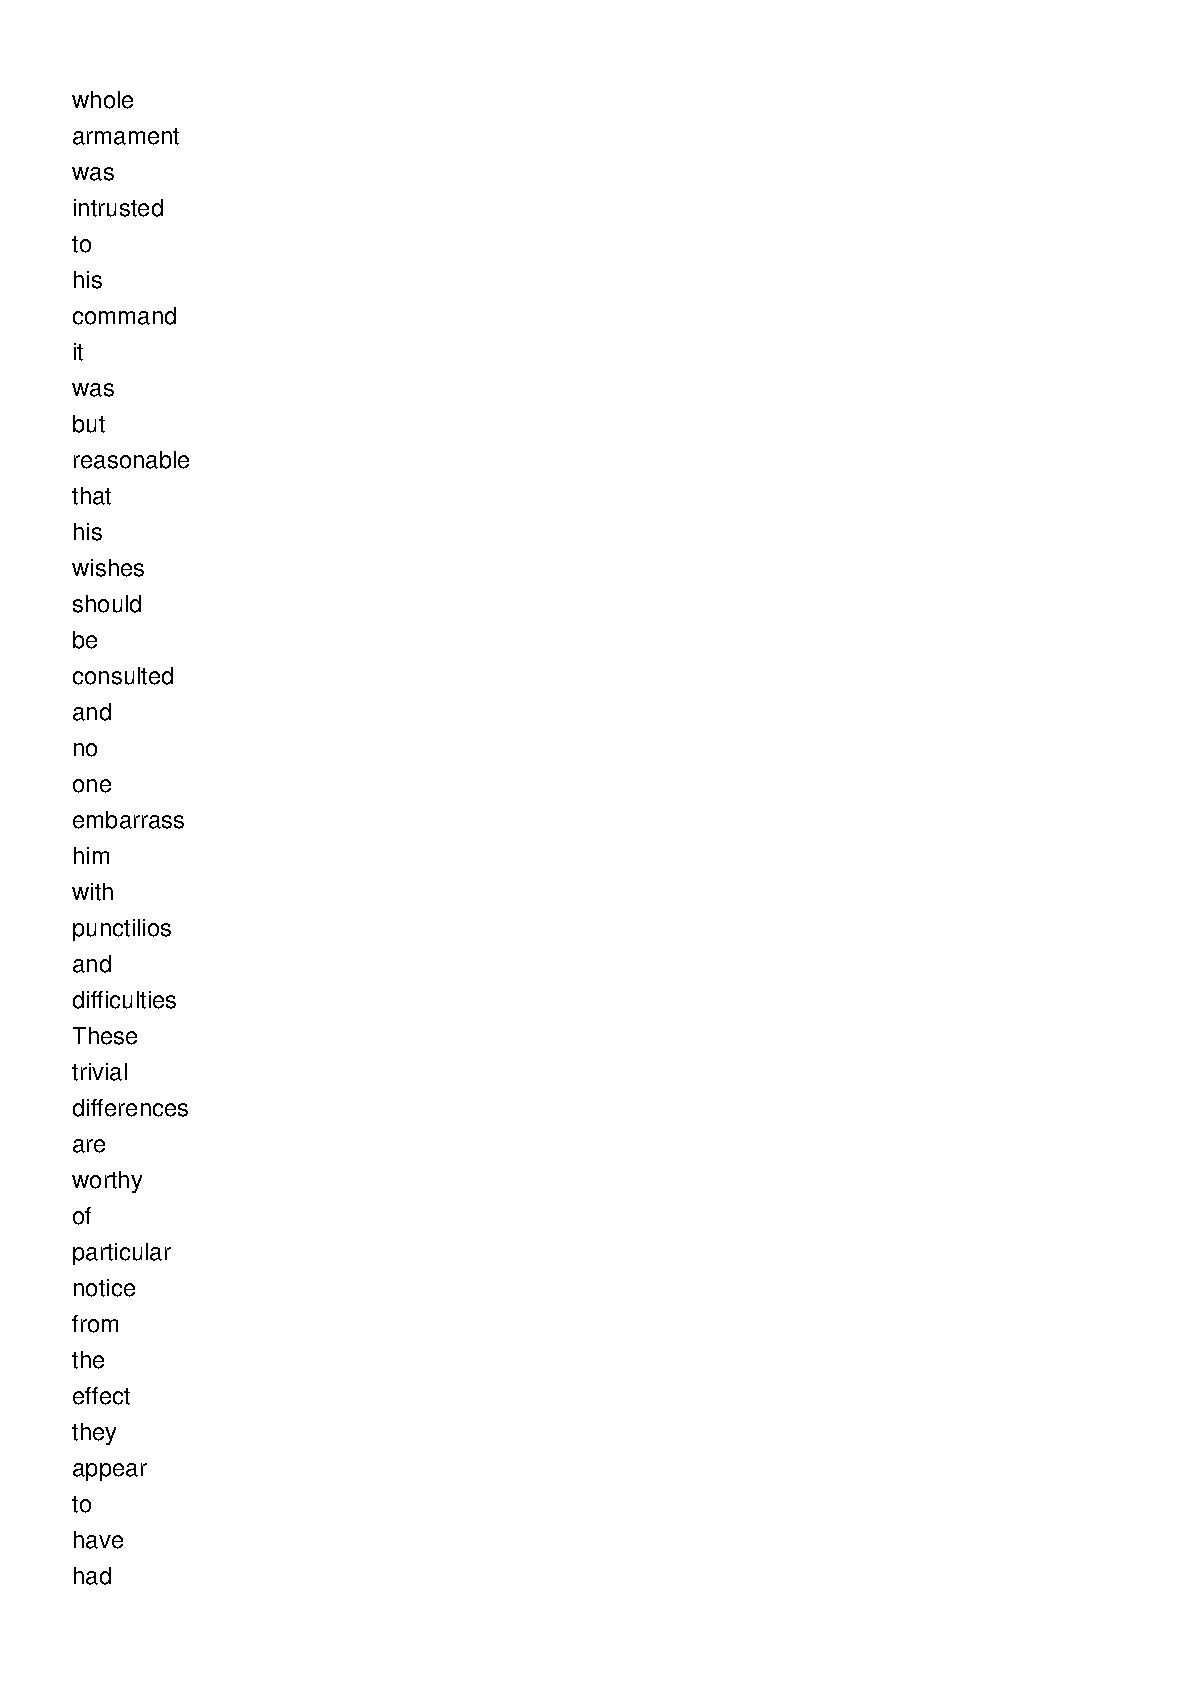 whole
armament
was
intrusted
to
his
command
it
was
but
reasonable
that
his
wishes
should
be
consulted
and
no
one
embarrass
him
with
punctilios
and
difficulties
These
trivial
differences
are
worthy
of
particular
notice
from
the
effect
they
appear
to
have
had